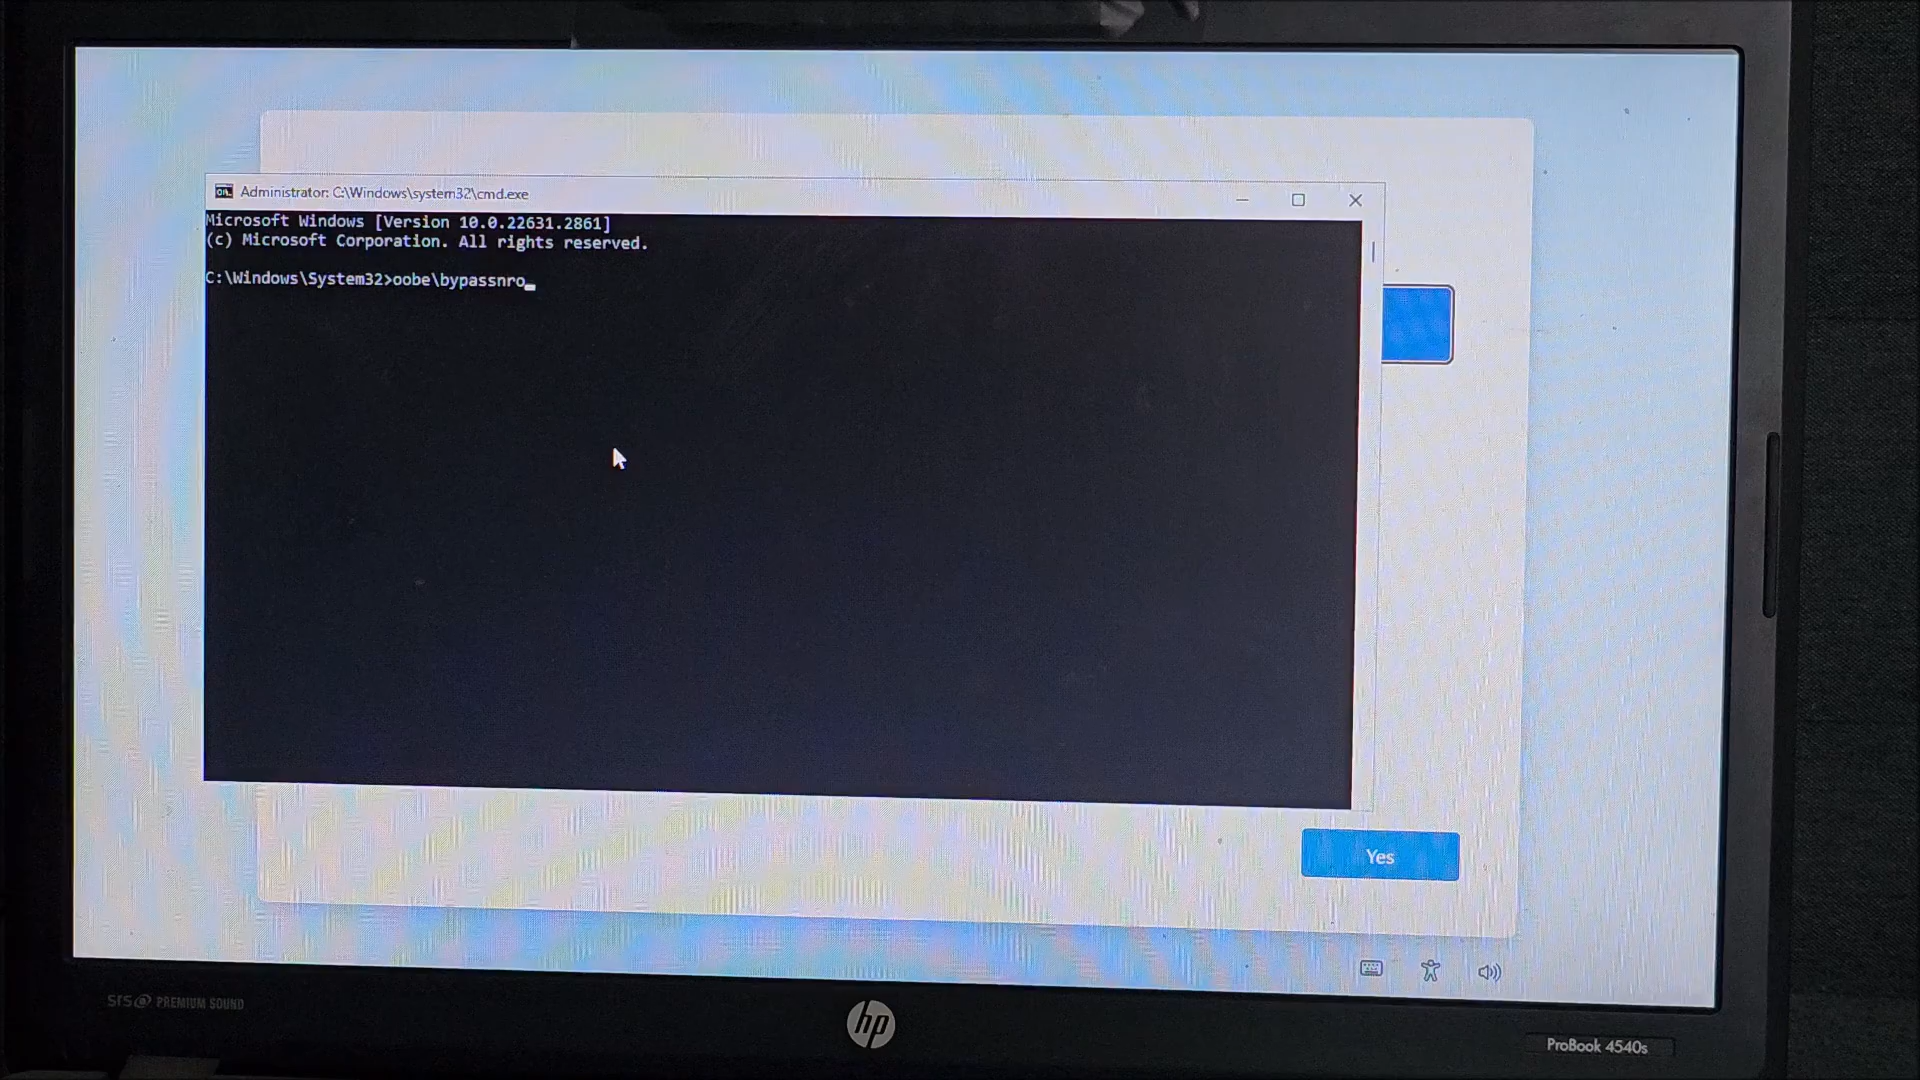 Administrator: C:\Windows\system32\cmd.exe
Microsoft Windows [Version 10.0.22631.2861]
(c) Microsoft Corporation. All rights reserved.
C:\Windows\System32>oobe\bypassnro_
Yes
SRS PREMIUM SOUND
hp
ProBook 4540s